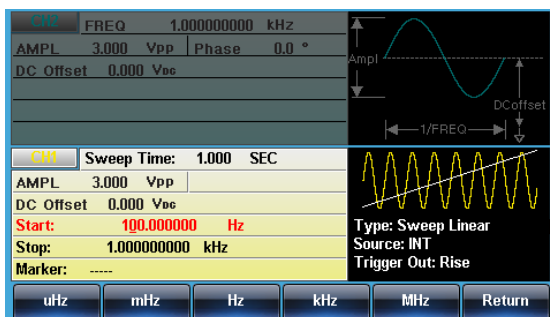 CH2 FREQ 1.000000000 kHz
AMPL 3.000 Vpp Phase 0.0 °
DC Offset 0.000 VDC
Ampl
DCoffset
1/FREQ
CH1 Sweep Time: 1.000 SEC
AMPL 3.000 Vpp
DC Offset 0.000 VDC
Start: 100.000000 Hz
Stop: 1.000000000 kHz
Marker: -----
Type: Sweep Linear
Source: INT
Trigger Out: Rise
uHz mHz Hz kHz MHz Return